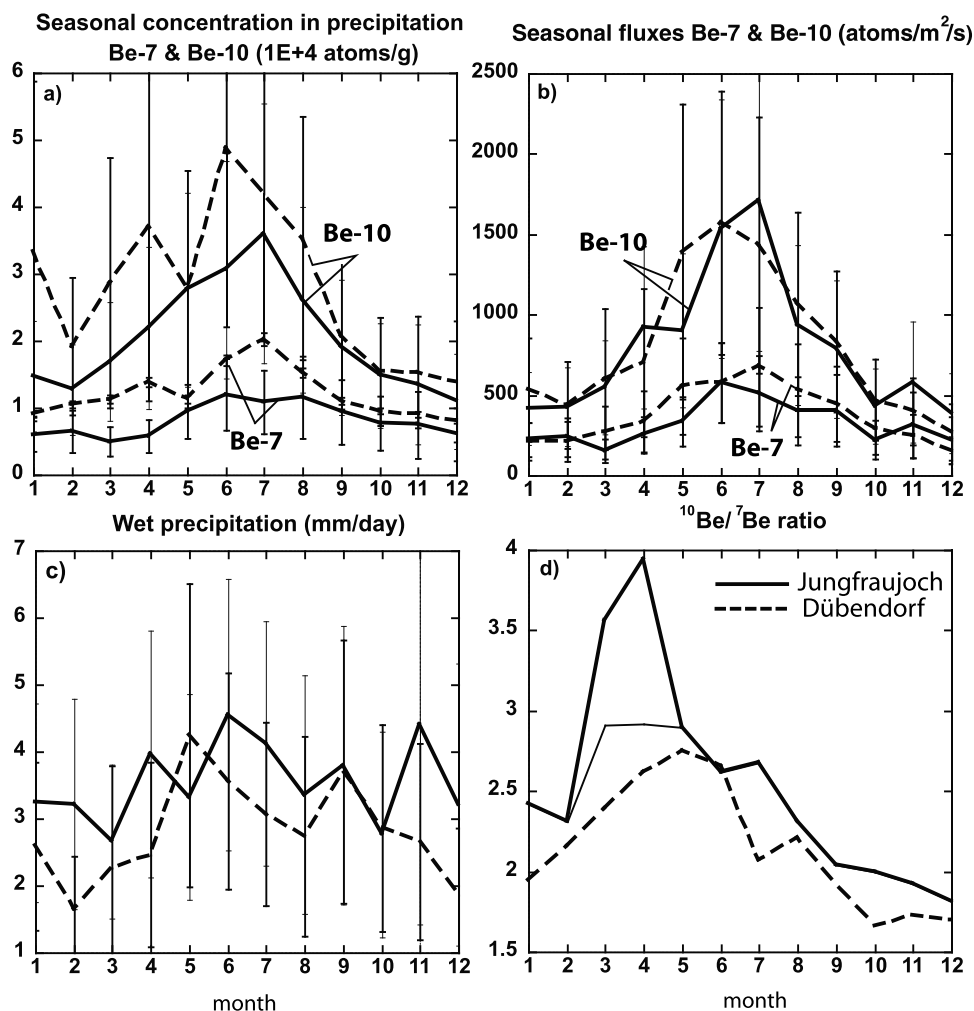 Seasonal concentration in precipitation
Be-7 & Be-10 (1E+4 atoms/g)
6
5
4
3
2
1
0
a)
Be-10
Be-7
1 2 3 4 5 6 7 8 9 10 11 12
Seasonal fluxes Be-7 & Be-10 (atoms/m²/s)
2500
2000
1500
1000
500
0
b)
Be-10
Be-7
1 2 3 4 5 6 7 8 9 10 11 12
Wet precipitation (mm/day)
7
6
5
4
3
2
1
c)
1 2 3 4 5 6 7 8 9 10 11 12
month
¹⁰Be/ ⁷Be ratio
4
3.5
3
2.5
2
1.5
d)
Jungfraujoch
Dübendorf
1 2 3 4 5 6 7 8 9 10 11 12
month